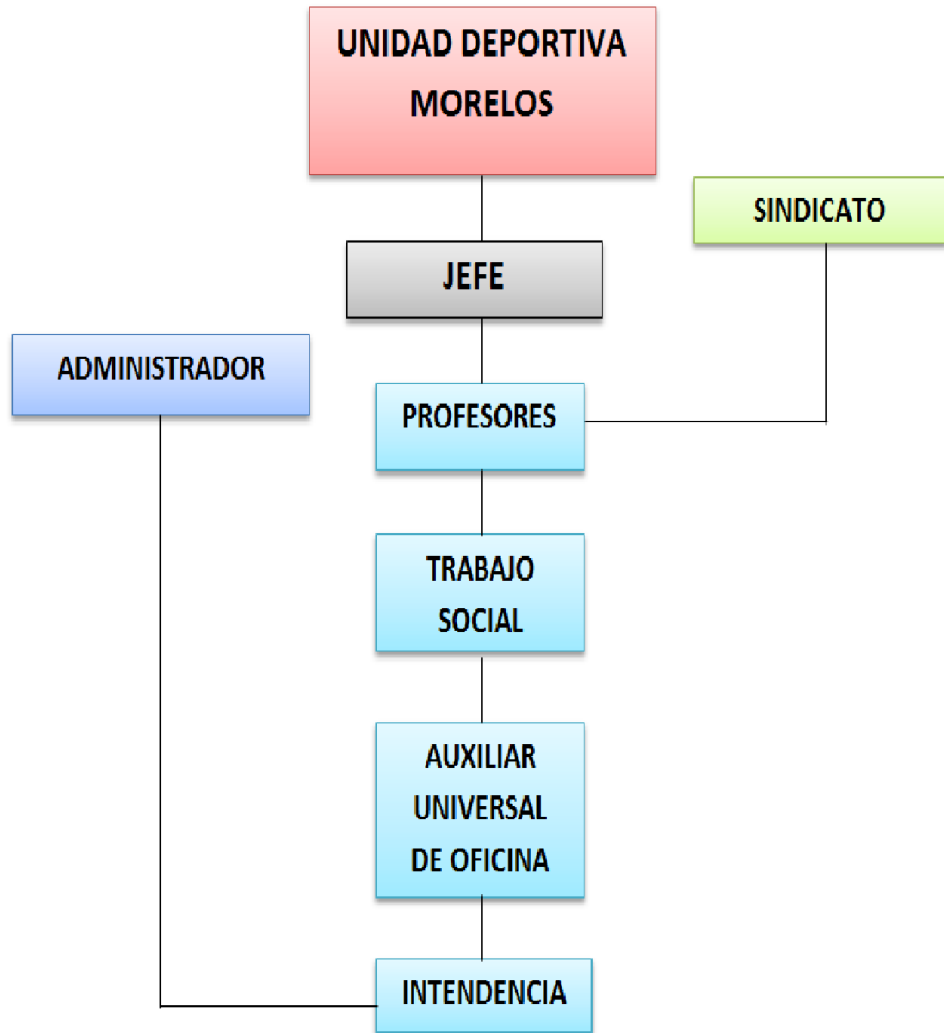 UNIDAD DEPORTIVA
MORELOS
SINDICATO
JEFE
ADMINISTRADOR
PROFESORES
TRABAJO
SOCIAL
AUXILIAR
UNIVERSAL
DE OFICINA
INTENDENCIA